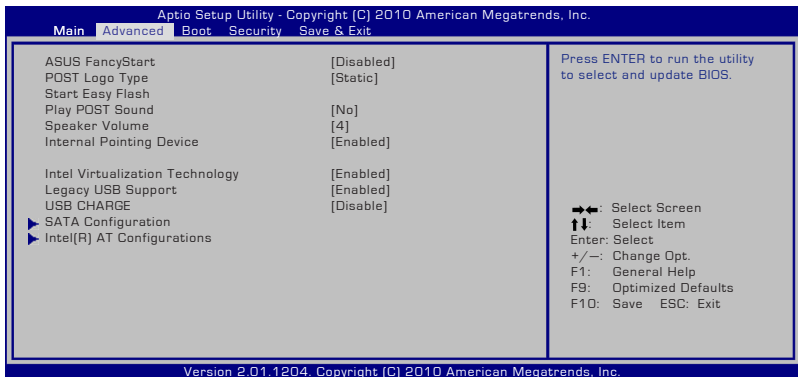 Aptio Setup Utility - Copyright (C) 2010 American Megatrends, Inc.
Main Advanced Boot Security Save & Exit
ASUS FancyStart [Disabled]
POST Logo Type [Static]
Start Easy Flash
Play POST Sound [No]
Speaker Volume [4]
Internal Pointing Device [Enabled]
Intel Virtualization Technology [Enabled]
Legacy USB Support [Enabled]
USB CHARGE [Disable]
SATA Configuration
Intel(R) AT Configurations
Press ENTER to run the utility
to select and update BIOS.
→←: Select Screen
↑↓: Select Item
Enter: Select
+/—: Change Opt.
F1: General Help
F9: Optimized Defaults
F10: Save ESC: Exit
Version 2.01.1204. Copyright (C) 2010 American Megatrends, Inc.